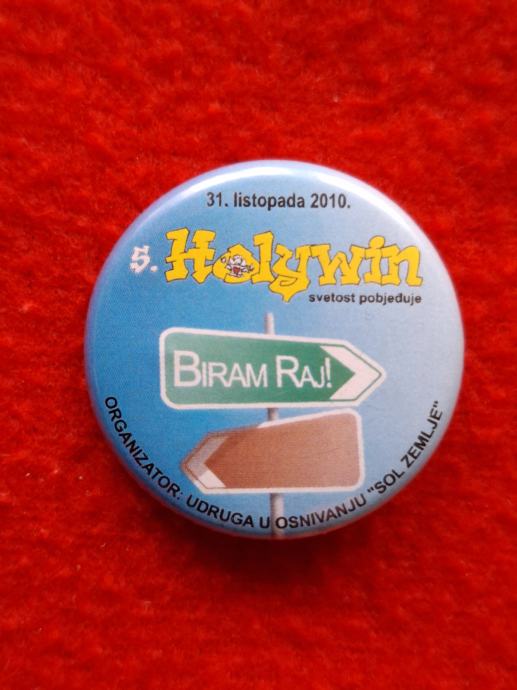 31. listopada 2010.
5. Holywin
svetost pobjeđuje
BIRAM RAJ!
ORGANIZATOR: UDRUGA U OSNIVANJU "SOL ZEMLJE"